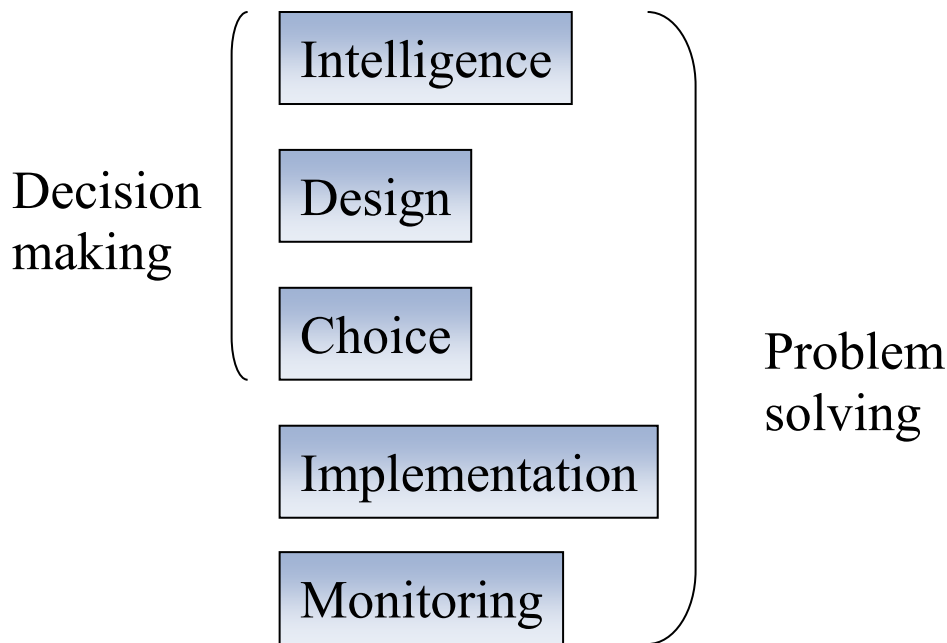 Intelligence
Decision
making
Design
Choice
Problem
solving
Implementation
Monitoring